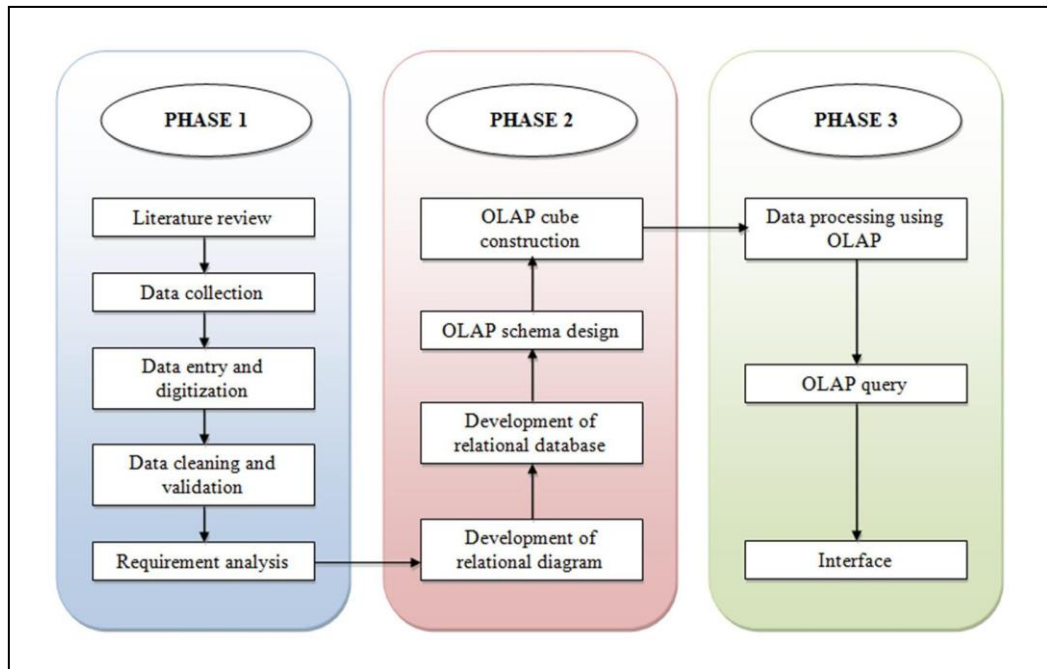 PHASE 1
Literature review
Data collection
Data entry and
digitization
Data cleaning and
validation
Requirement analysis
PHASE 2
OLAP cube
construction
OLAP schema design
Development of
relational database
Development of
relational diagram
PHASE 3
Data processing using
OLAP
OLAP query
Interface